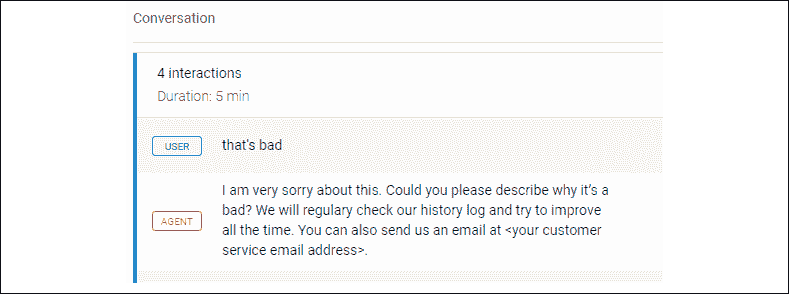 Conversation
4 interactions
Duration: 5 min
USER
that's bad
AGENT
I am very sorry about this. Could you please describe why it's a
bad? We will regulary check our history log and try to improve
all the time. You can also send us an email at <your customer
service email address>.